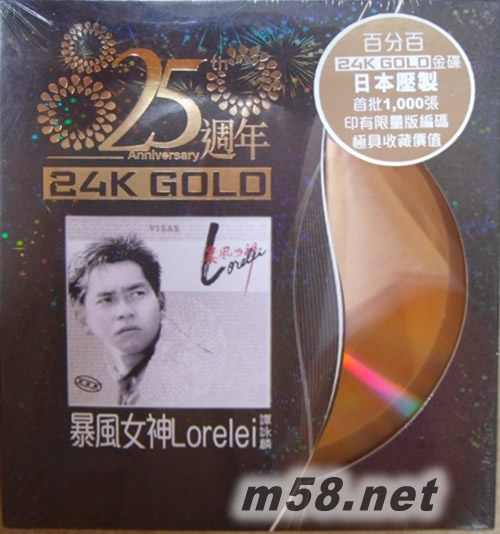 25th
週年
Anniversary
24K GOLD
百分百
24K GOLD金碟
日本壓製
首批1,000張
印有限量版編碼
極具收藏價值
VISAS
暴風女神
Lorelei
暴風女神Lorelei
譚詠麟
m58.net